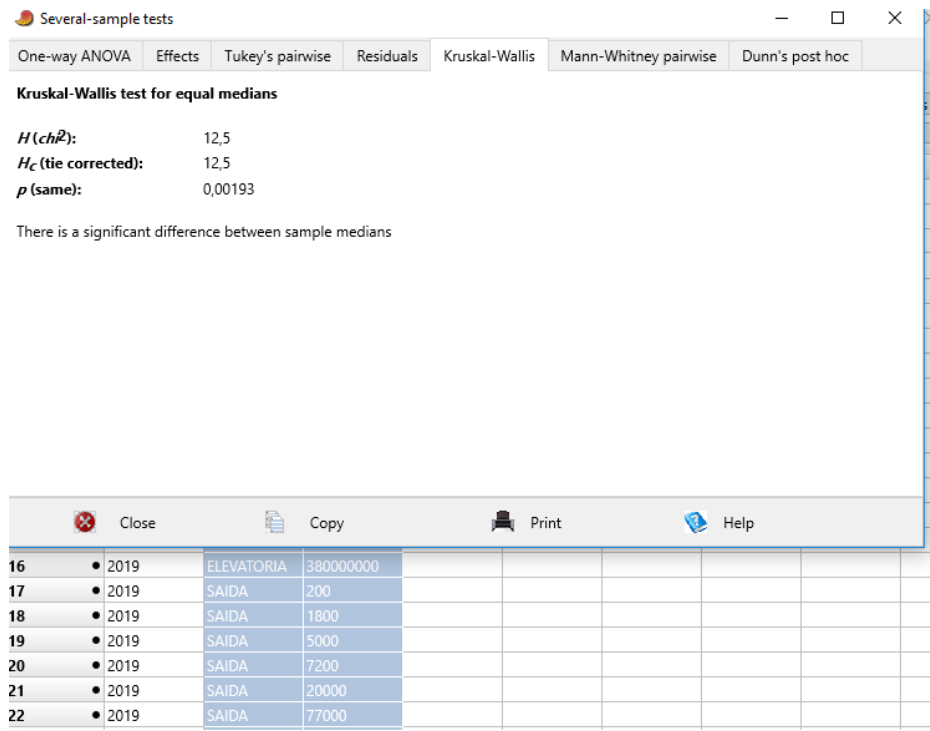 Several-sample tests
One-way ANOVA Effects Tukey's pairwise Residuals Kruskal-Wallis Mann-Whitney pairwise Dunn's post hoc
Kruskal-Wallis test for equal medians
H (chi2): 12,5
Hc (tie corrected): 12,5
p (same): 0,00193
There is a significant difference between sample medians
Close Copy Print Help
16 • 2019 ELEVATORIA 380000000
17 • 2019 SAIDA 200
18 • 2019 SAIDA 1800
19 • 2019 SAIDA 5000
20 • 2019 SAIDA 7200
21 • 2019 SAIDA 20000
22 • 2019 SAIDA 77000